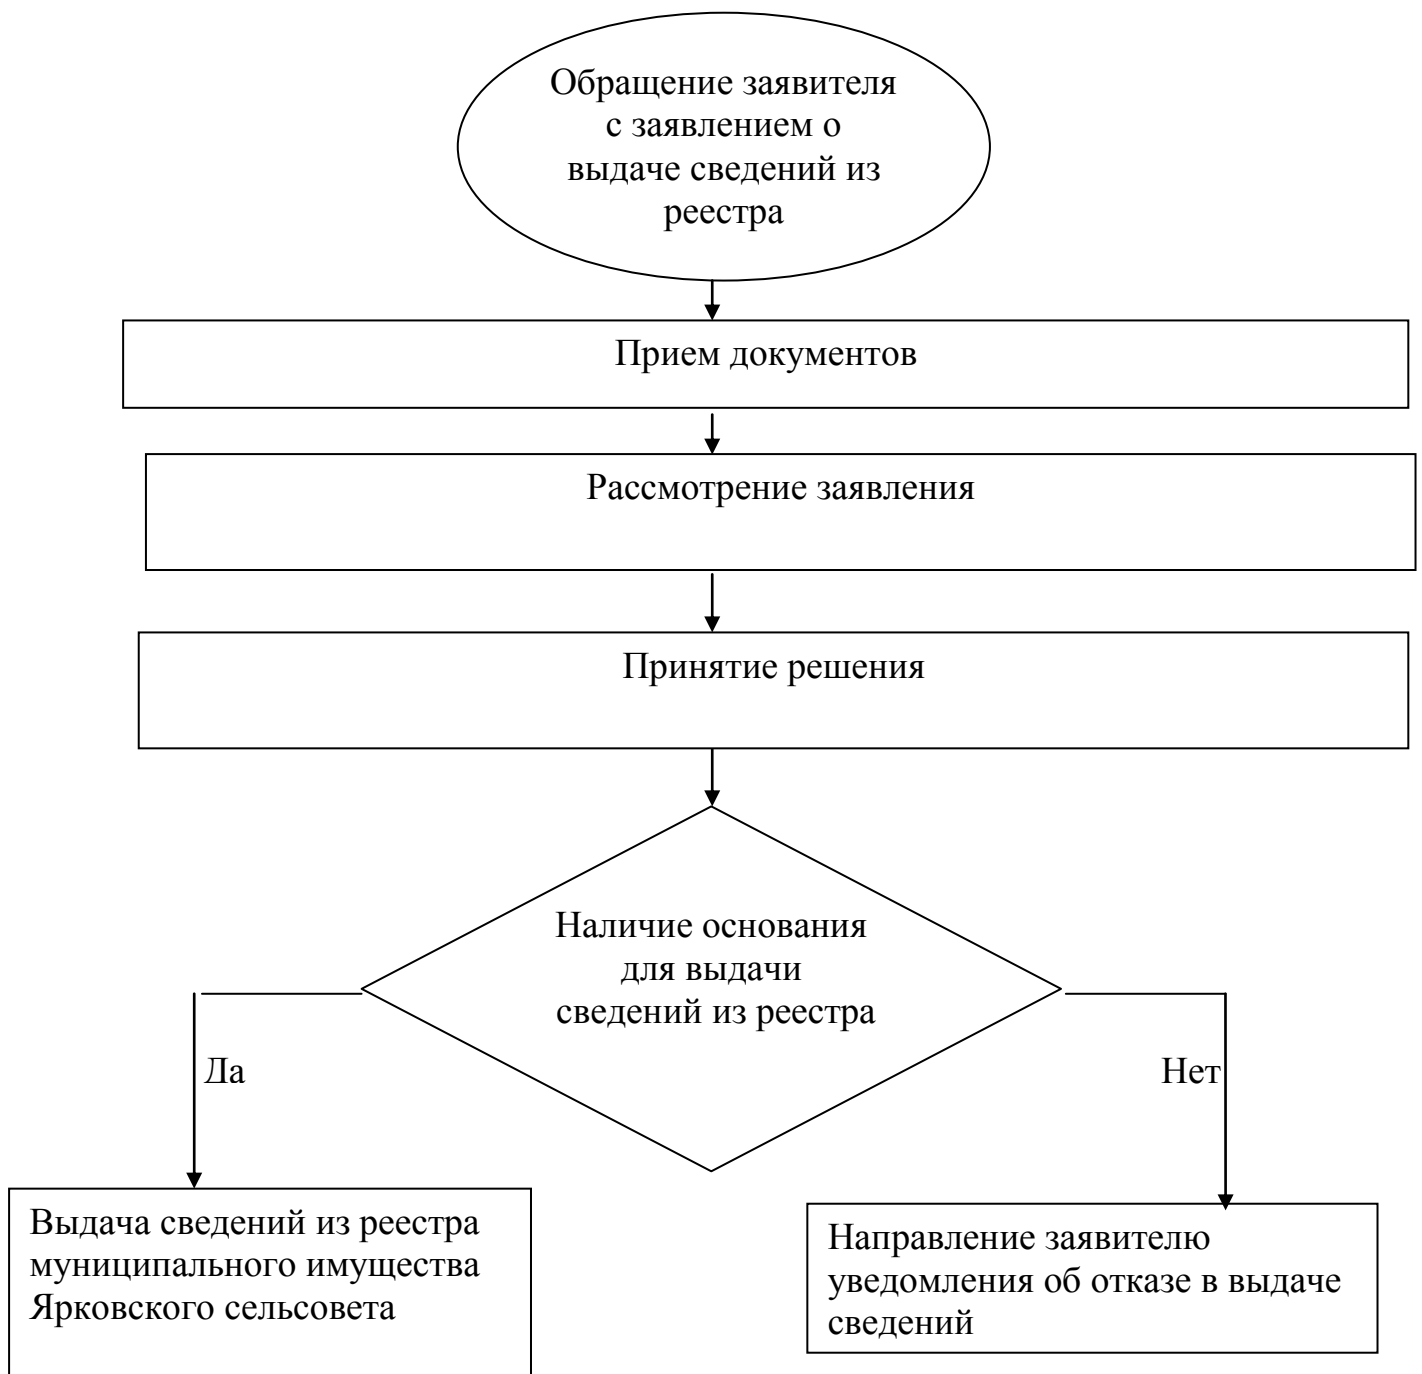 Обращение заявителя
с заявлением о
выдаче сведений из
реестра
Прием документов
Рассмотрение заявления
Принятие решения
Наличие основания
для выдачи
сведений из реестра
Да
Нет
Выдача сведений из реестра
муниципального имущества
Ярковского сельсовета
Направление заявителю
уведомления об отказе в выдаче
сведений